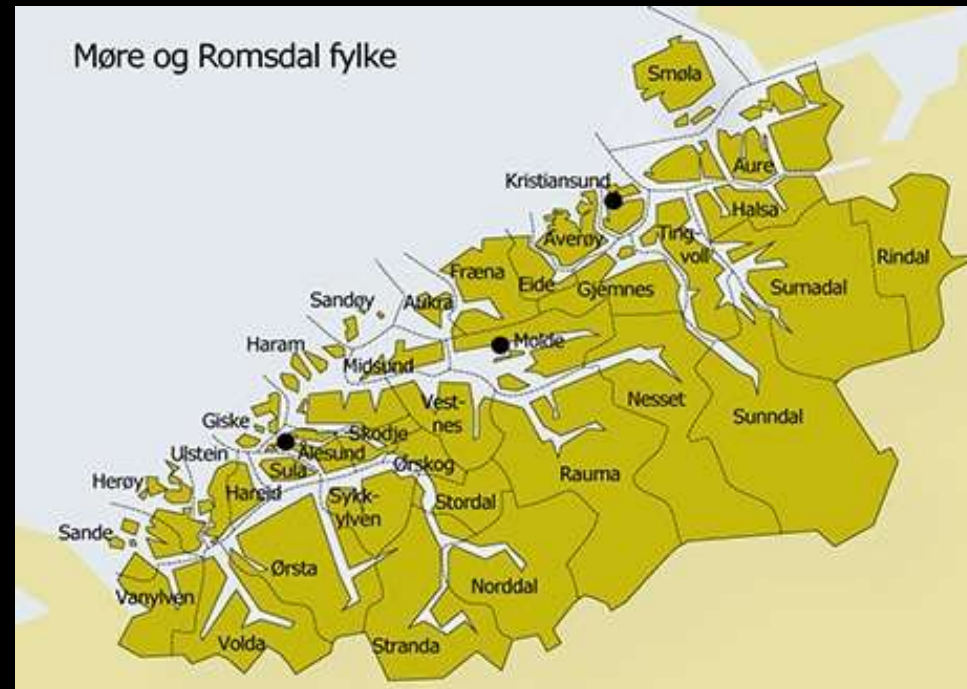 Møre og Romsdal fylke
Smøla
Aure
Kristiansund
Halsa
Averøy
Ting-
voll
Rindal
Fræna
Eide
Gjemnes
Surnadal
Sandøy
Aukra
Haram
Molde
Midsund
Vest-
nes
Nesset
Sunndal
Giske
Skodje
Ulstein
Ålesund
Sula
Ørskog
Rauma
Herøy
Hareid
Sykk-
ylven
Stordal
Sande
Ørsta
Norddal
Vanylven
Volda
Stranda